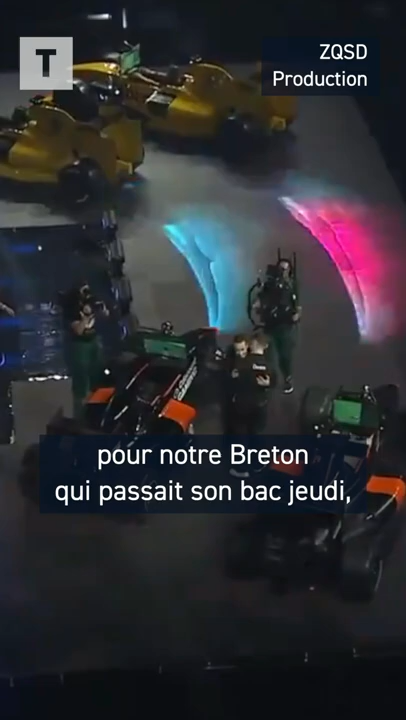 T
ZQSD
Production
pour notre Breton
qui passait son bac jeudi,